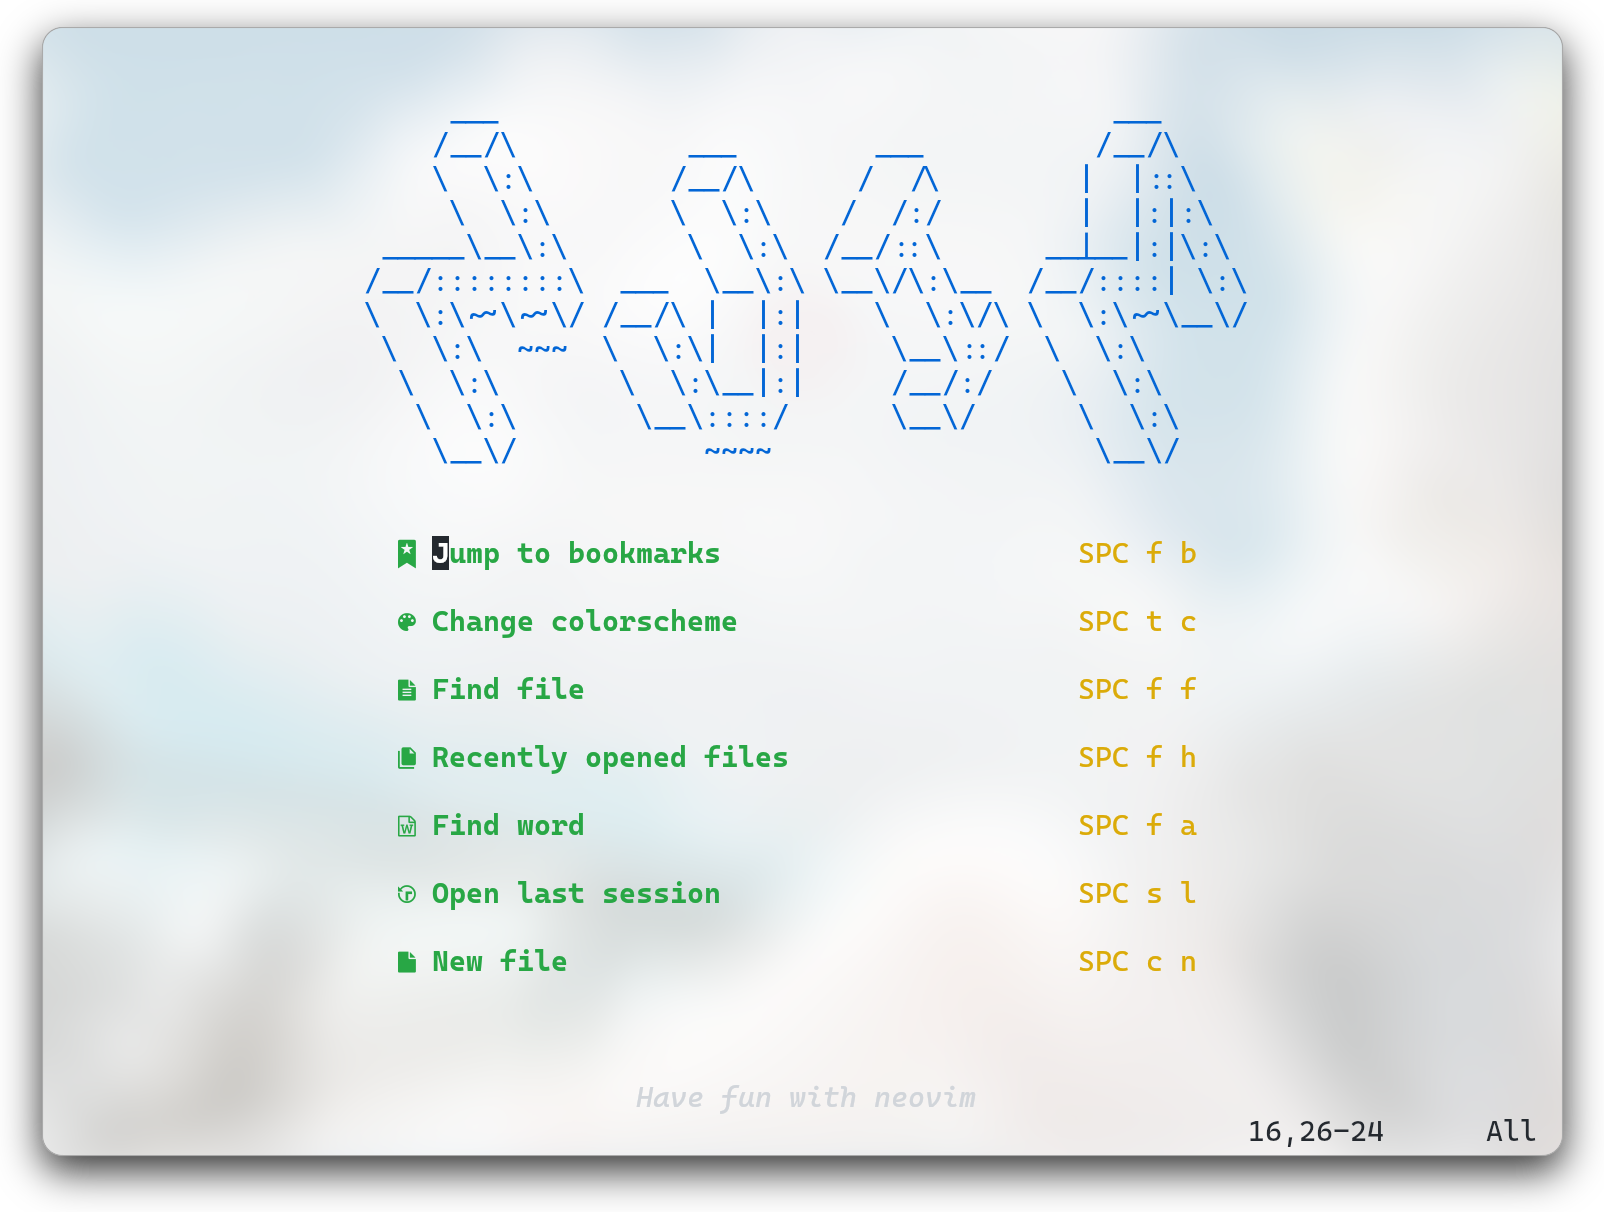 Jump to bookmarks SPC f b
Change colorscheme SPC t c
Find file SPC f f
Recently opened files SPC f h
Find word SPC f a
Open last session SPC s l
New file SPC c n
Have fun with neovim
16,26-24 All